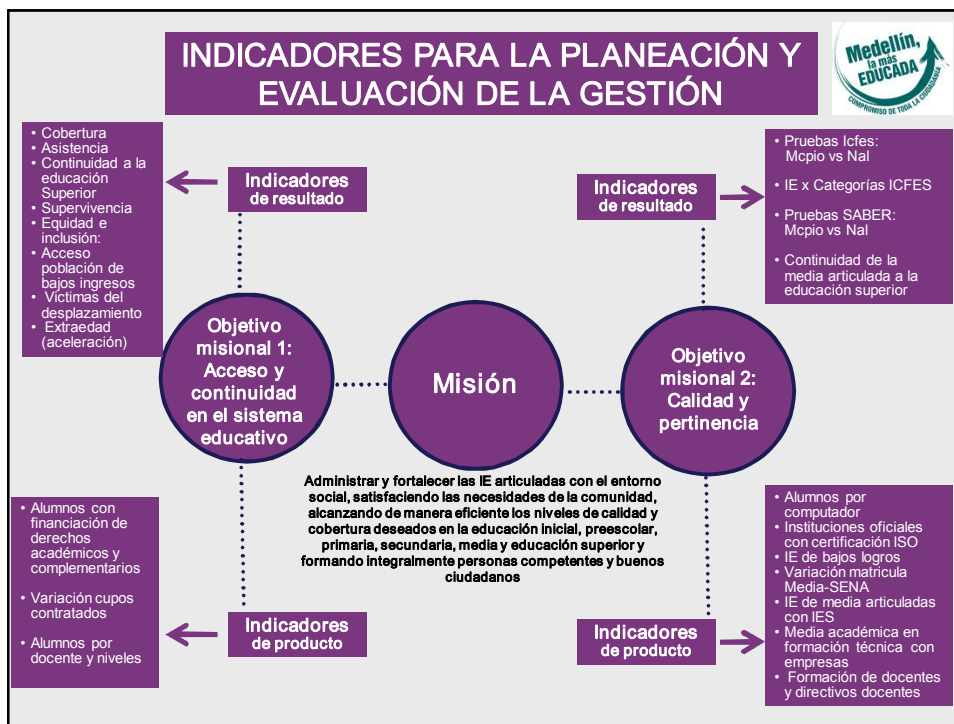 INDICADORES PARA LA PLANEACIÓN Y
EVALUACIÓN DE LA GESTIÓN
Medellín,
la más
EDUCADA
COMPROMISO DE TODA LA CIUDADANÍA
• Cobertura
• Asistencia
• Continuidad a la
educación
Superior
• Supervivencia
• Equidad e
inclusión:
• Acceso
población de
bajos ingresos
• Víctimas del
desplazamiento
• Extraedad
(aceleración)
Indicadores
de resultado
Indicadores
de resultado
• Pruebas Icfes:
Mcpio vs Nal
• IE x Categorías ICFES
• Pruebas SABER:
Mcpio vs Nal
• Continuidad de la
media articulada a la
educación superior
Objetivo
misional 1:
Acceso y
continuidad
en el sistema
educativo
Misión
Objetivo
misional 2:
Calidad y
pertinencia
Administrar y fortalecer las IE articuladas con el entorno
social, satisfaciendo las necesidades de la comunidad,
alcanzando de manera eficiente los niveles de calidad y
cobertura deseados en la educación inicial, preescolar,
primaria, secundaria, media y educación superior y
formando integralmente personas competentes y buenos
ciudadanos
• Alumnos con
financiación de
derechos
académicos y
complementarios
• Variación cupos
contratados
• Alumnos por
docente y niveles
Indicadores
de producto
Indicadores
de producto
• Alumnos por
computador
• Instituciones oficiales
con certificación ISO
• IE de bajos logros
• Variación matricula
Media-SENA
• IE de media articuladas
con IES
• Media académica en
formación técnica con
empresas
• Formación de docentes
y directivos docentes